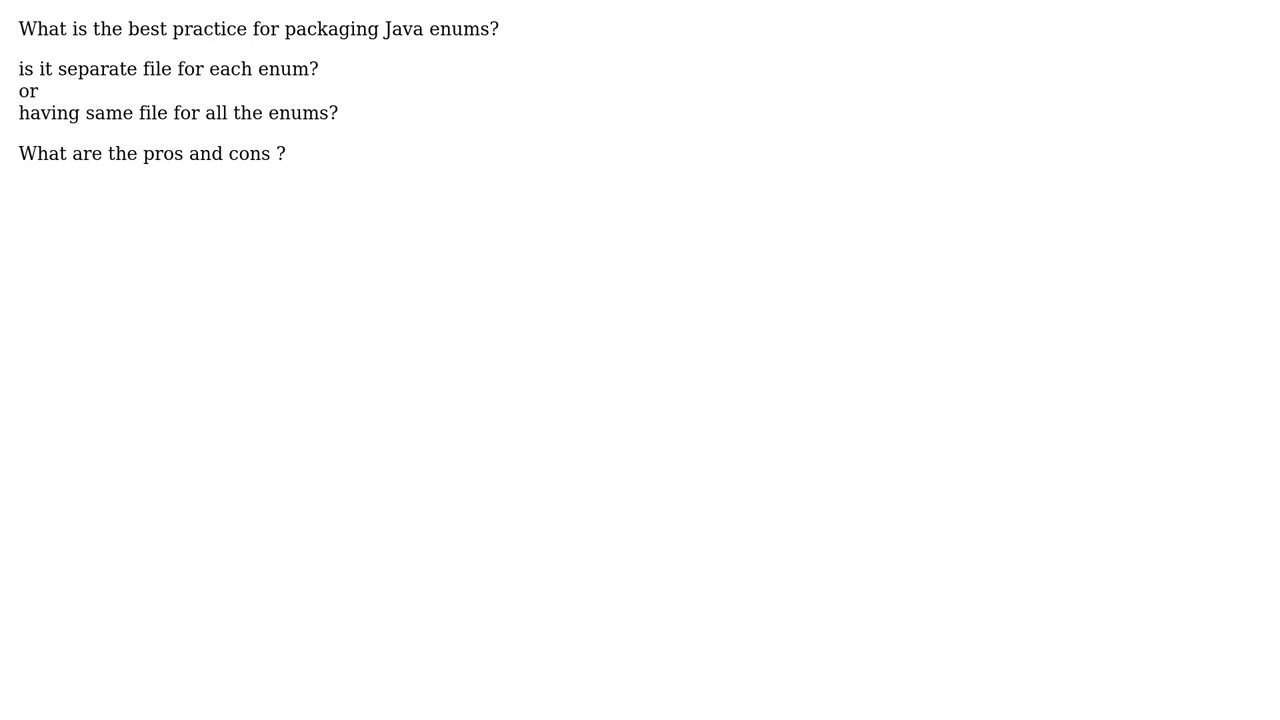 What is the best practice for packaging Java enums?
is it separate file for each enum?
or
having same file for all the enums?
What are the pros and cons ?